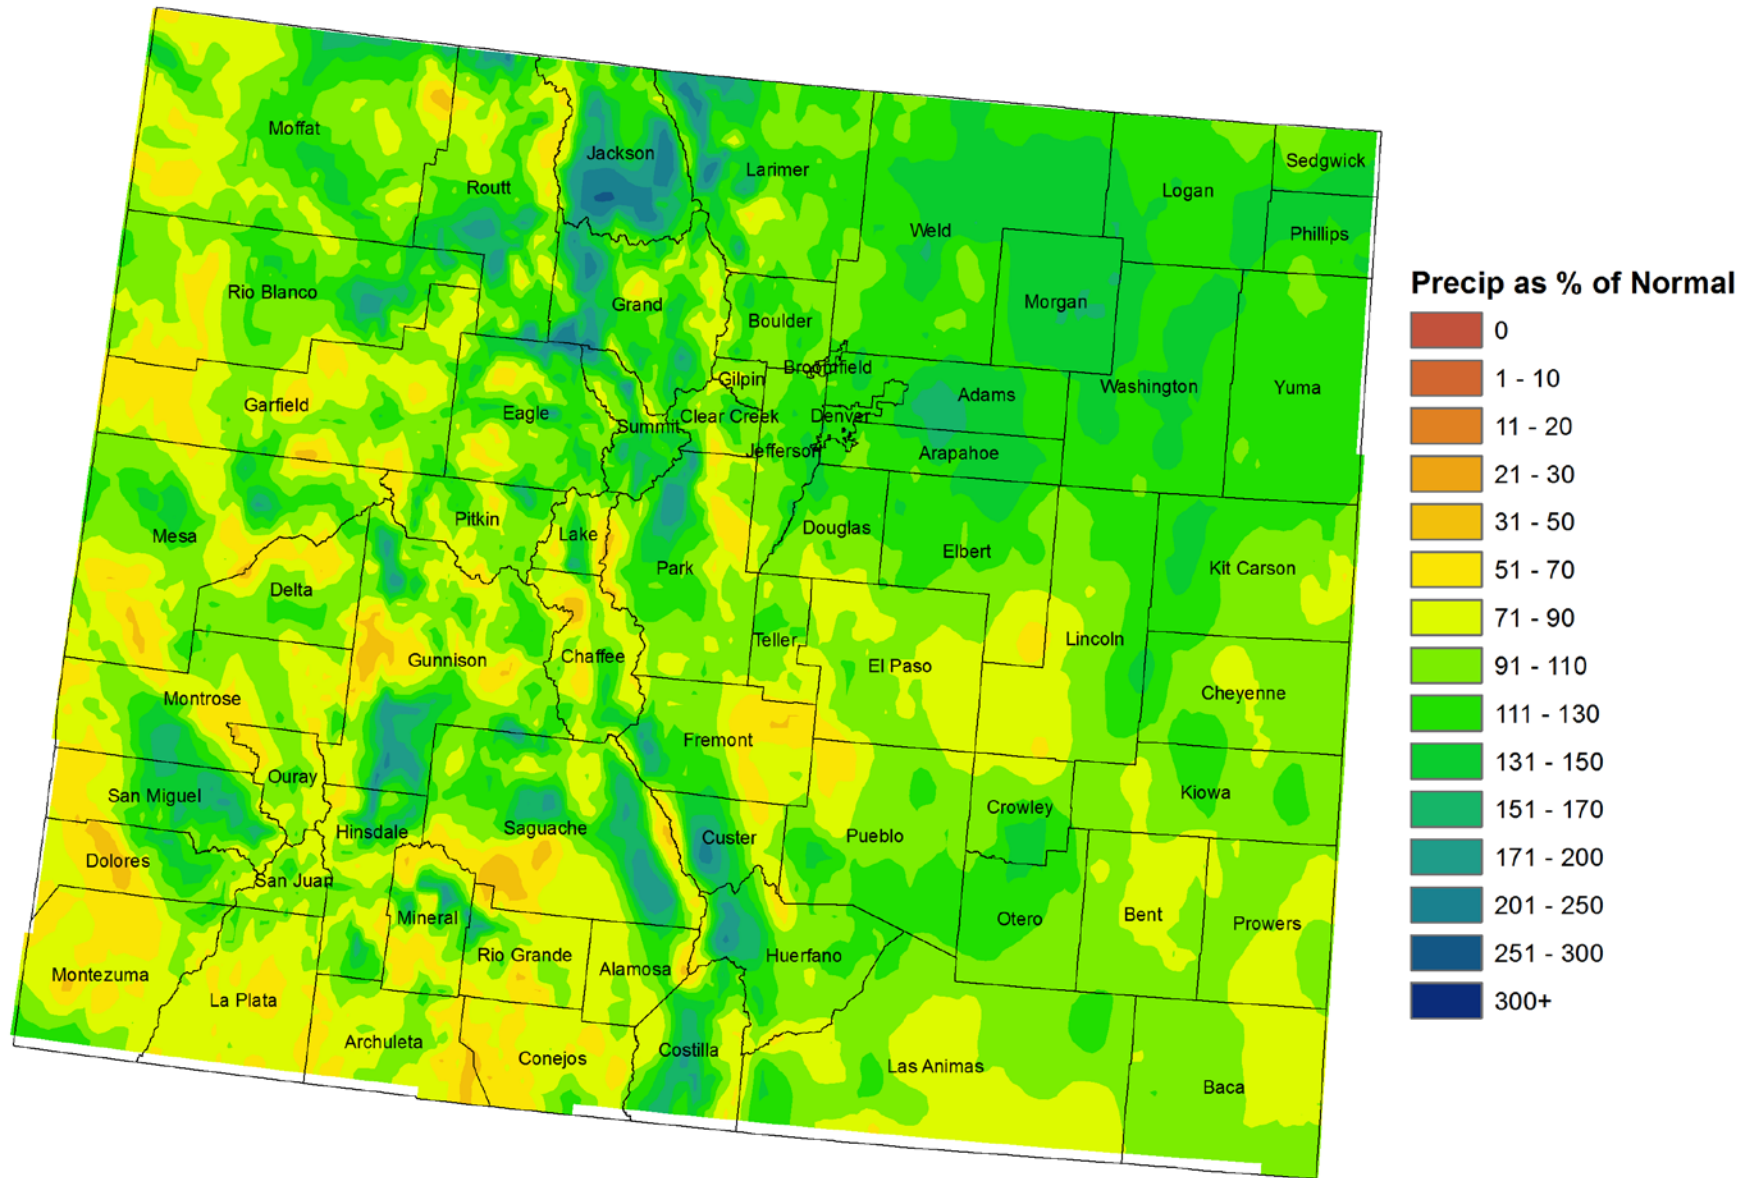 Moffat
Routt
Jackson
Larimer
Weld
Logan
Sedgwick
Phillips
Morgan
Rio Blanco
Grand
Boulder
Broomfield
Gilpin
Adams
Washington
Yuma
Garfield
Eagle
Summit
Clear Creek
Denver
Jefferson
Arapahoe
Mesa
Pitkin
Lake
Park
Douglas
Elbert
Kit Carson
Delta
Gunnison
Chaffee
Teller
El Paso
Lincoln
Cheyenne
Montrose
Fremont
Ouray
San Miguel
Hinsdale
Saguache
Custer
Pueblo
Crowley
Kiowa
Dolores
San Juan
Mineral
Rio Grande
Alamosa
Huerfano
Otero
Bent
Prowers
Montezuma
La Plata
Archuleta
Conejos
Costilla
Las Animas
Baca
Precip as % of Normal
0
1 - 10
11 - 20
21 - 30
31 - 50
51 - 70
71 - 90
91 - 110
111 - 130
131 - 150
151 - 170
171 - 200
201 - 250
251 - 300
300+